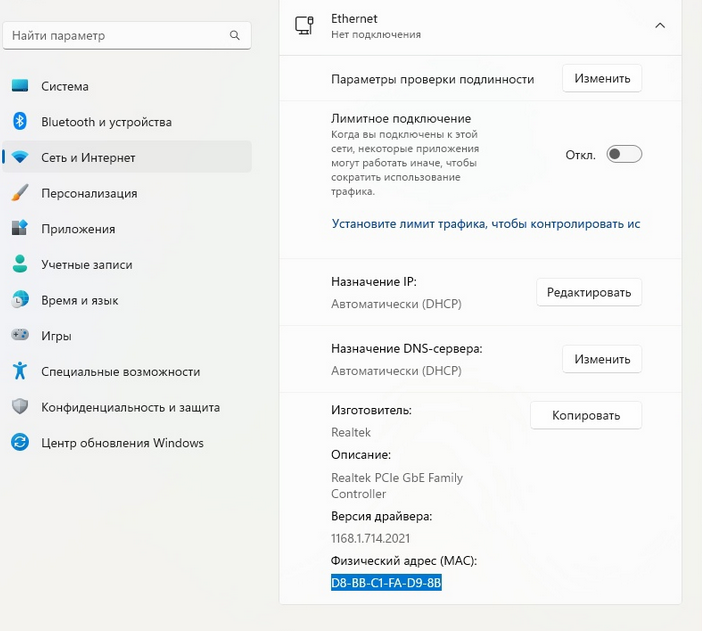 Найти параметр
Система
Bluetooth и устройства
Сеть и Интернет
Персонализация
Приложения
Учетные записи
Время и язык
Игры
Специальные возможности
Конфиденциальность и защита
Центр обновления Windows
Ethernet
Нет подключения
Параметры проверки подлинности
Изменить
Лимитное подключение
Когда вы подключены к этой
сети, некоторые приложения
могут работать иначе, чтобы
сократить использование
трафика.
Откл.
Установите лимит трафика, чтобы контролировать ис
Назначение IP:
Автоматически (DHCP)
Редактировать
Назначение DNS-сервера:
Автоматически (DHCP)
Изменить
Изготовитель:
Realtek
Копировать
Описание:
Realtek PCIe GbE Family
Controller
Версия драйвера:
1168.1.714.2021
Физический адрес (MAC):
D8-BB-C1-FA-D9-8B